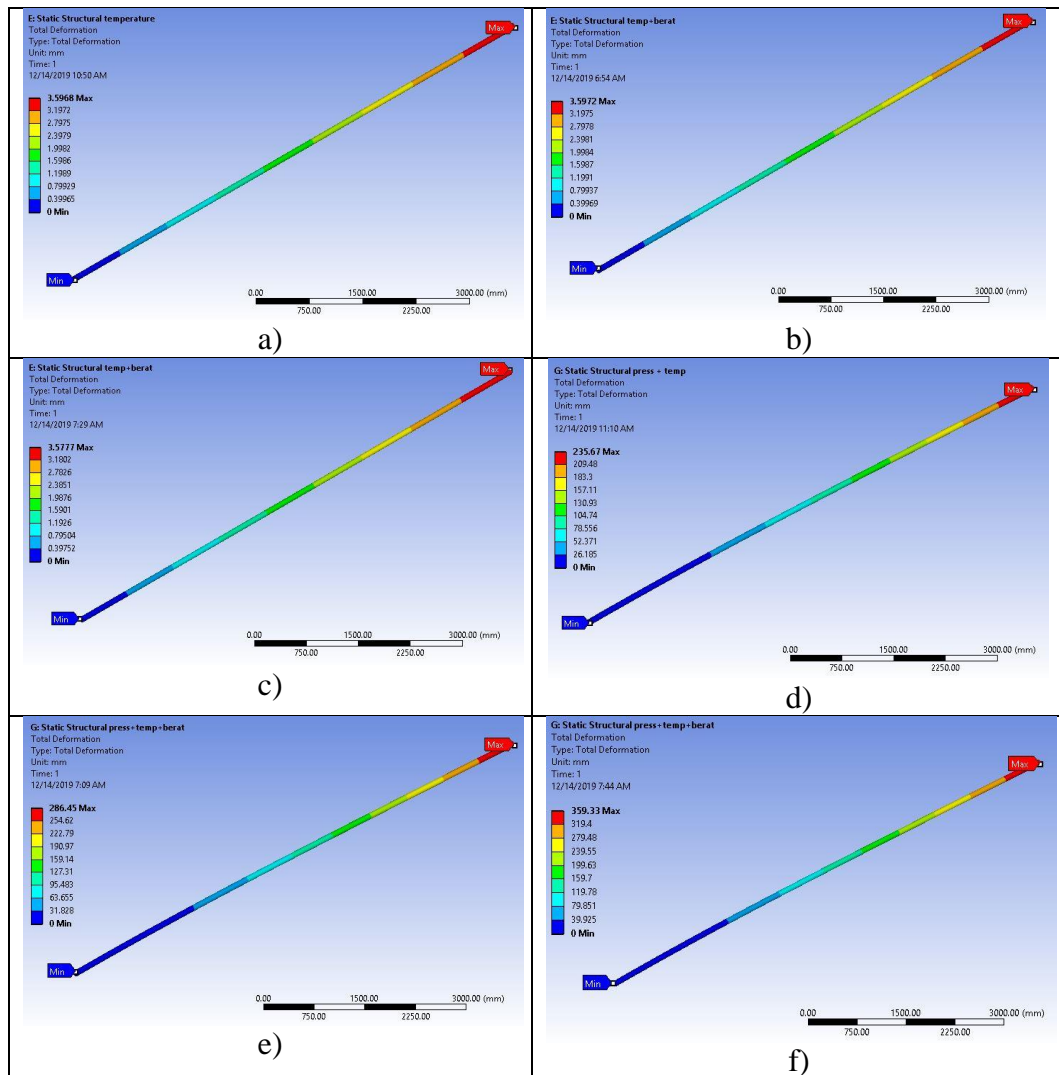 E: Static Structural temperature
Total Deformation
Type: Total Deformation
Unit: mm
Time: 1
12/14/2019 10:50 AM
3.5968 Max
3.1972
2.7975
2.3979
1.9982
1.5986
1.1989
0.79929
0.39965
0 Min
Max
Min
0.00 1500.00 3000.00 (mm)
750.00 2250.00
a)
E: Static Structural temp+berat
Total Deformation
Type: Total Deformation
Unit: mm
Time: 1
12/14/2019 6:54 AM
3.5972 Max
3.1975
2.7978
2.3981
1.9984
1.5987
1.1991
0.79937
0.39969
0 Min
Max
Min
0.00 1500.00 3000.00 (mm)
750.00 2250.00
b)
E: Static Structural temp+berat
Total Deformation
Type: Total Deformation
Unit: mm
Time: 1
12/14/2019 7:29 AM
3.5777 Max
3.1802
2.7826
2.3851
1.9876
1.5901
1.1926
0.79504
0.39752
0 Min
Max
Min
0.00 1500.00 3000.00 (mm)
750.00 2250.00
c)
G: Static Structural press + temp
Total Deformation
Type: Total Deformation
Unit: mm
Time: 1
12/14/2019 11:10 AM
235.67 Max
209.48
183.3
157.11
130.93
104.74
78.556
52.371
26.185
0 Min
Max
Min
0.00 1500.00 3000.00 (mm)
750.00 2250.00
d)
G: Static Structural press+temp+berat
Total Deformation
Type: Total Deformation
Unit: mm
Time: 1
12/14/2019 7:09 AM
286.45 Max
254.62
222.79
190.97
159.14
127.31
95.483
63.655
31.828
0 Min
Max
Min
0.00 1500.00 3000.00 (mm)
750.00 2250.00
e)
G: Static Structural press+temp+berat
Total Deformation
Type: Total Deformation
Unit: mm
Time: 1
12/14/2019 7:44 AM
359.33 Max
319.4
279.48
239.55
199.63
159.7
119.78
79.851
39.925
0 Min
Max
Min
0.00 1500.00 3000.00 (mm)
750.00 2250.00
f)